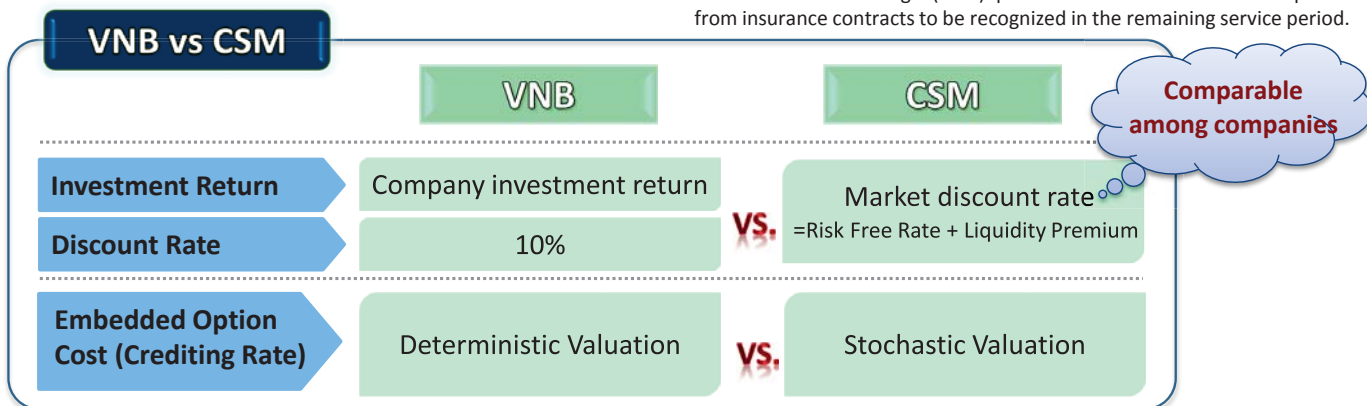 from insurance contracts to be recognized in the remaining service period.
VNB vs CSM
VNB
CSM
Comparable
among companies
Investment Return
Company investment return
Discount Rate
10%
vs.
Market discount rate
=Risk Free Rate + Liquidity Premium
Embedded Option
Cost (Crediting Rate)
Deterministic Valuation
vs.
Stochastic Valuation